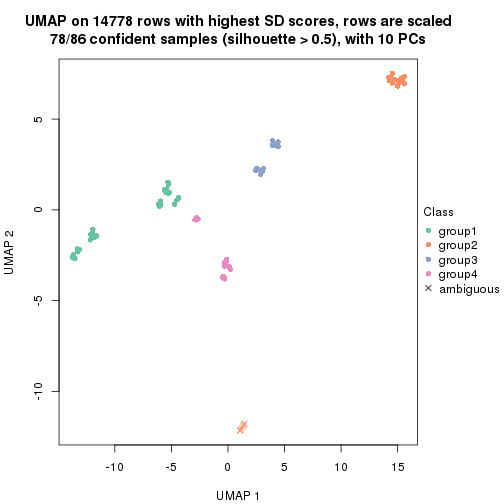 UMAP on 14778 rows with highest SD scores, rows are scaled
78/86 confident samples (silhouette > 0.5), with 10 PCs
5
0
-5
-10
UMAP 2
-10
-5
0
5
10
15
UMAP 1
Class
group1
group2
group3
group4
ambiguous